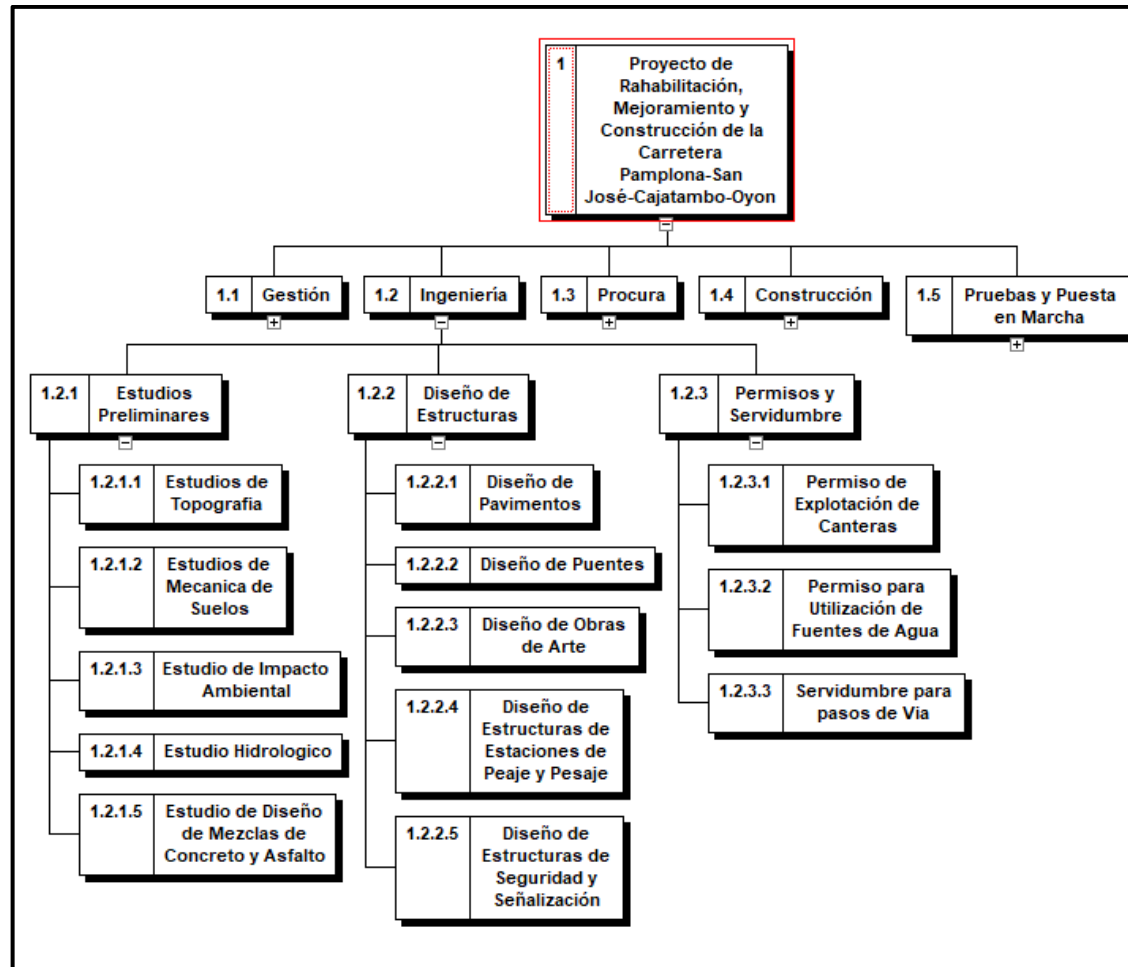 1
Proyecto de
Rahabilitación,
Mejoramiento y
Construcción de la
Carretera
Pamplona-San
José-Cajatambo-Oyon
1.1 Gestión
1.2 Ingeniería
1.3 Procura
1.4 Construcción
1.5 Pruebas y Puesta
en Marcha
1.2.1 Estudios
Preliminares
1.2.1.1 Estudios de
Topografia
1.2.1.2 Estudios de
Mecanica de
Suelos
1.2.1.3 Estudio de Impacto
Ambiental
1.2.1.4 Estudio Hidrologico
1.2.1.5 Estudio de Diseño
de Mezclas de
Concreto y Asfalto
1.2.2 Diseño de
Estructuras
1.2.2.1 Diseño de
Pavimentos
1.2.2.2 Diseño de Puentes
1.2.2.3 Diseño de Obras
de Arte
1.2.2.4 Diseño de
Estructuras de
Estaciones de
Peaje y Pesaje
1.2.2.5 Diseño de
Estructuras de
Seguridad y
Señalización
1.2.3 Permisos y
Servidumbre
1.2.3.1 Permiso de
Explotación de
Canteras
1.2.3.2 Permiso para
Utilización de
Fuentes de Agua
1.2.3.3 Servidumbre para
pasos de Via